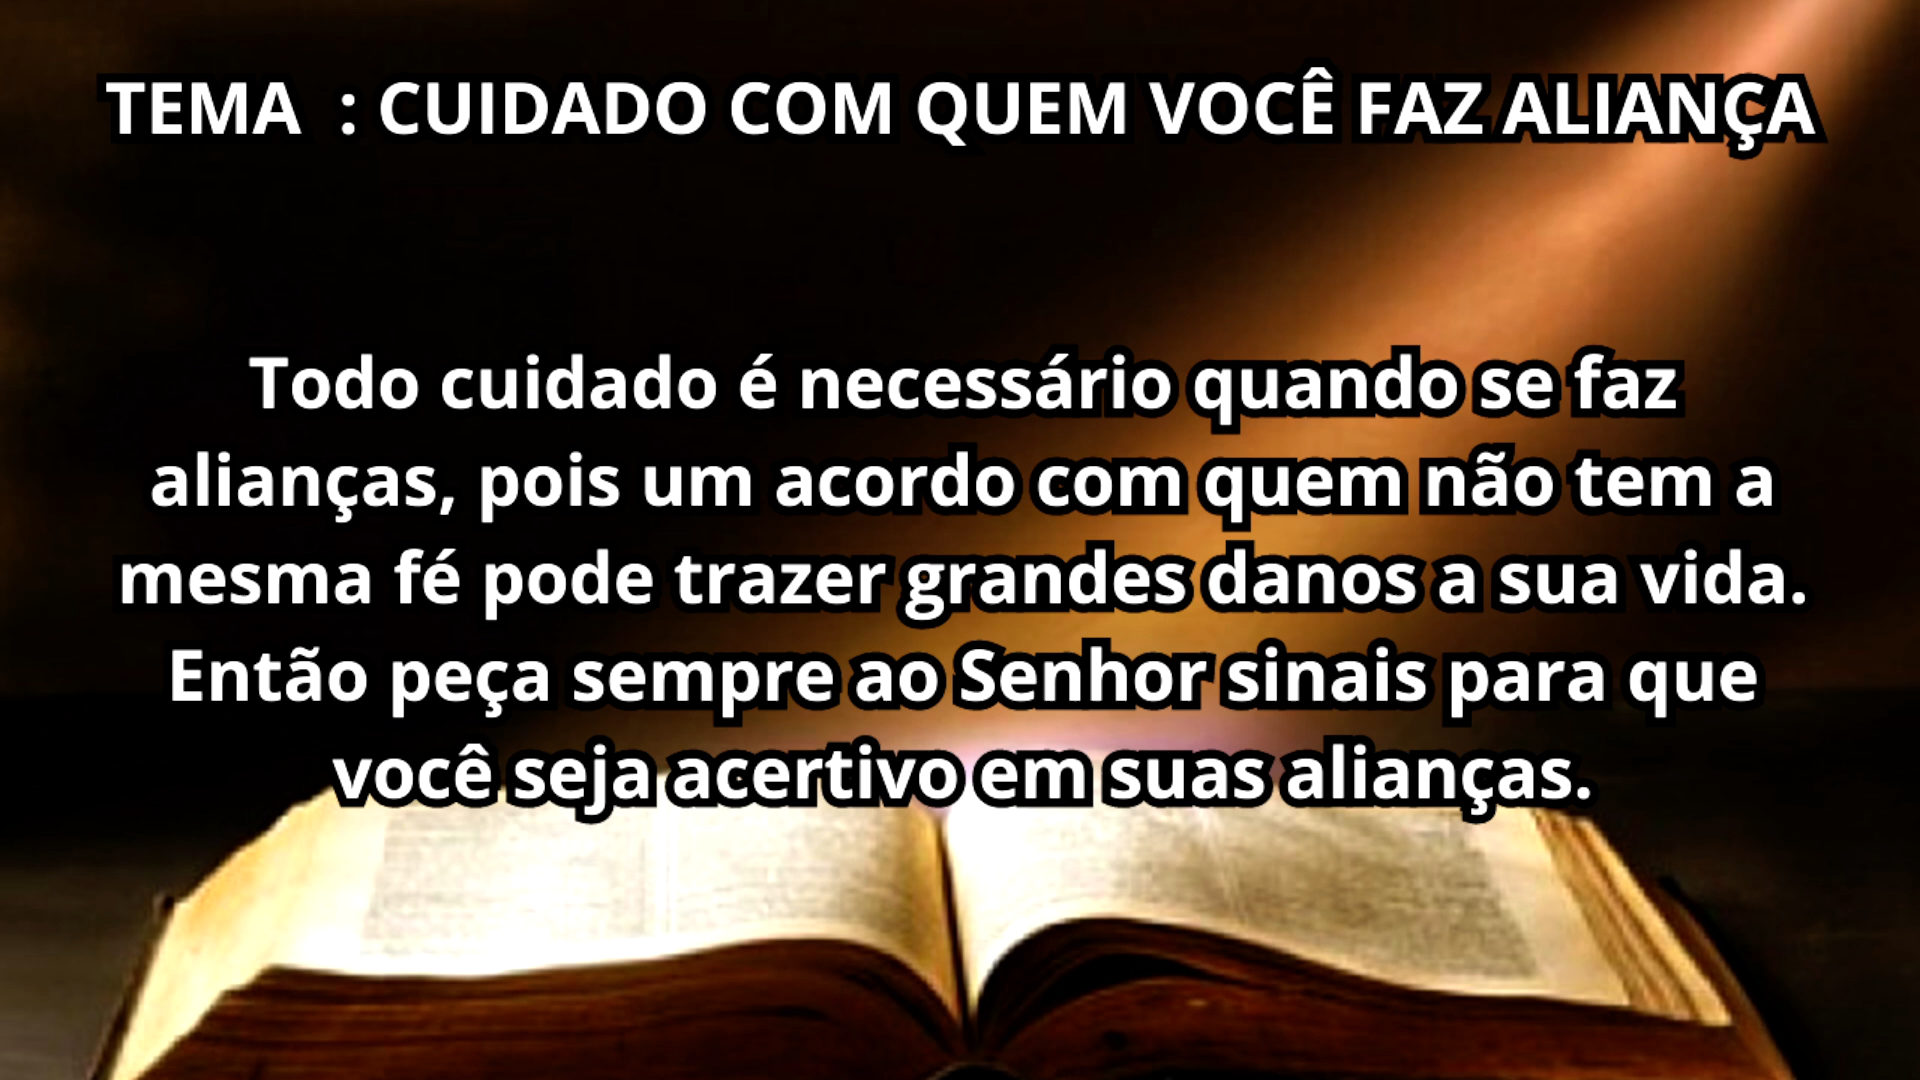 TEMA : CUIDADO COM QUEM VOCÊ FAZ ALIANÇA
Todo cuidado é necessário quando se faz
alianças, pois um acordo com quem não tem a
mesma fé pode trazer grandes danos a sua vida.
Então peça sempre ao Senhor sinais para que
você seja acertivo em suas alianças.